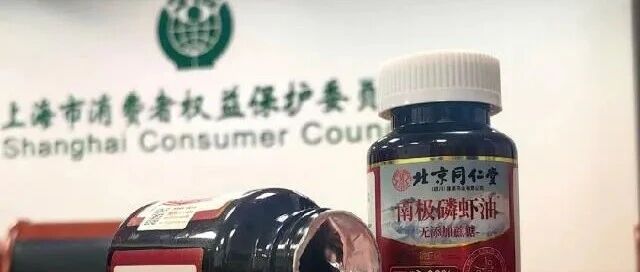 上海市消费者权益保护委员
Shanghai Consumer Coun
北京同仁堂
南极磷虾油
无添加蔗糖